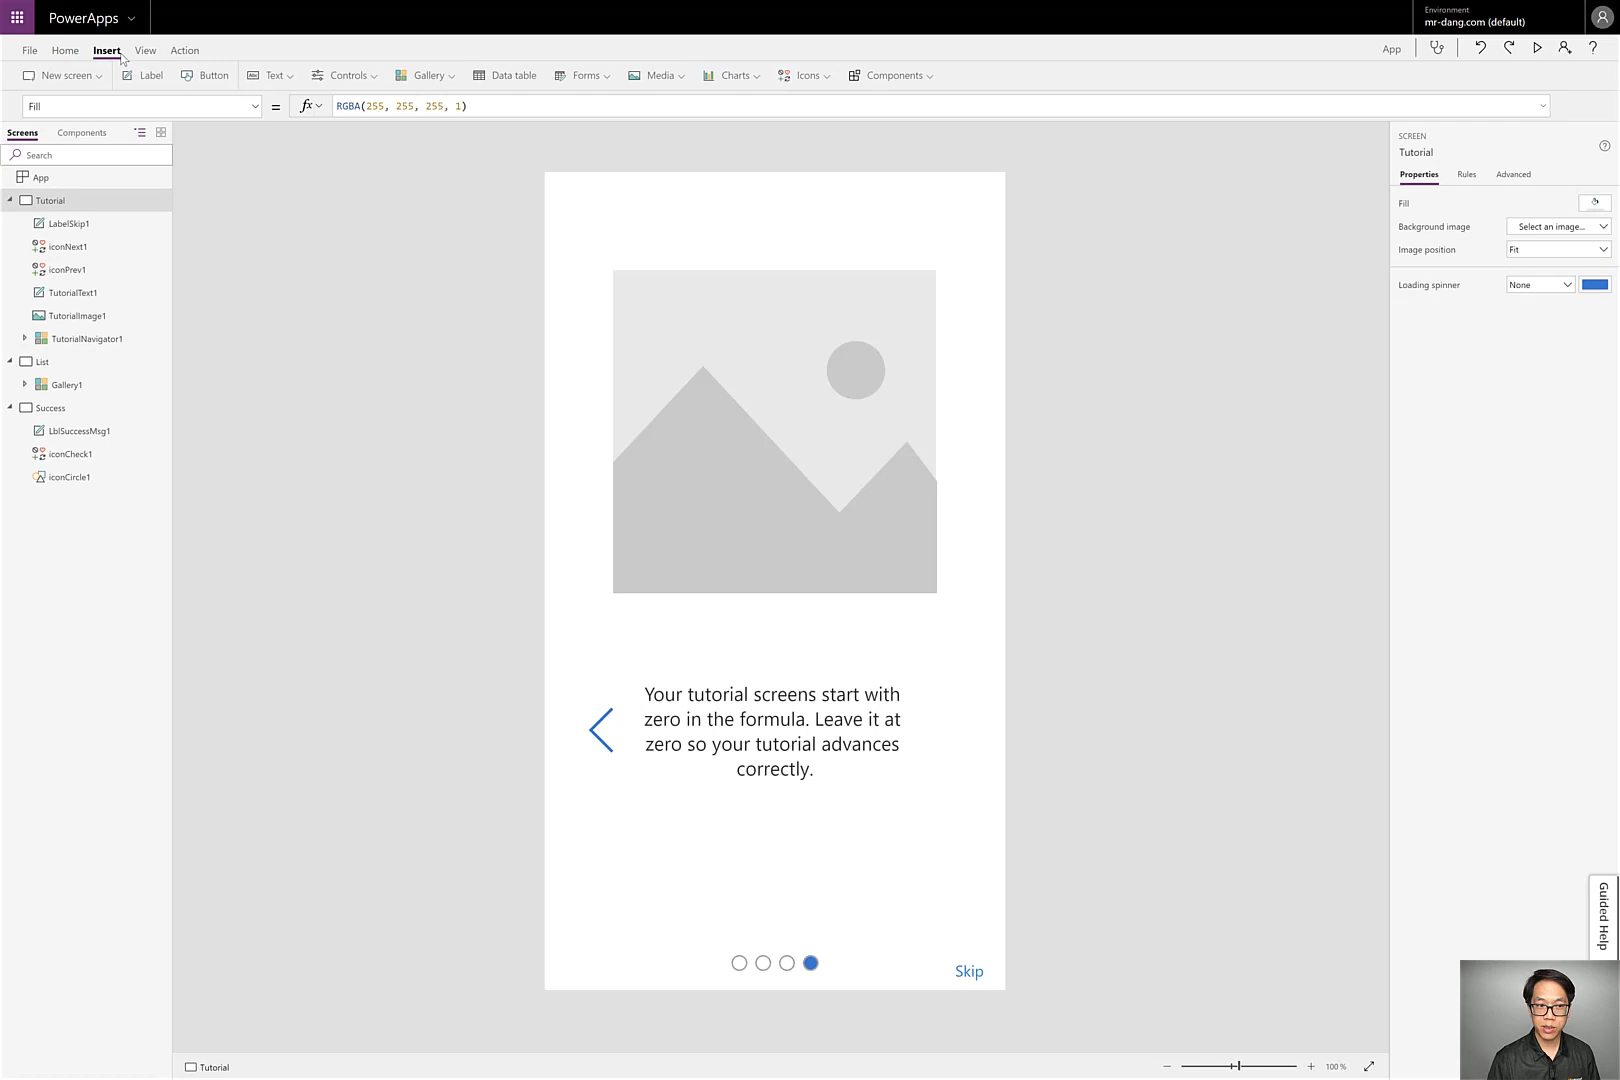 PowerApps
Environment
mr-dang.com (default)
File Home Insert View Action
App
?
New screen Label Button Text Controls Gallery Data table Forms Media Charts Icons Components
Fill = fx RGBA(255, 255, 255, 1)
Screens Components
Search
App
Tutorial
LabelSkip1
iconNext1
iconPrev1
TutorialText1
TutorialImage1
TutorialNavigator1
List
Gallery1
Success
LblSuccessMsg1
iconCheck1
iconCircle1
Your tutorial screens start with
zero in the formula. Leave it at
zero so your tutorial advances
correctly.
Skip
SCREEN
Tutorial
Properties Rules Advanced
Fill
Background image Select an image...
Image position Fit
Loading spinner None
Guided Help
Tutorial
100 %